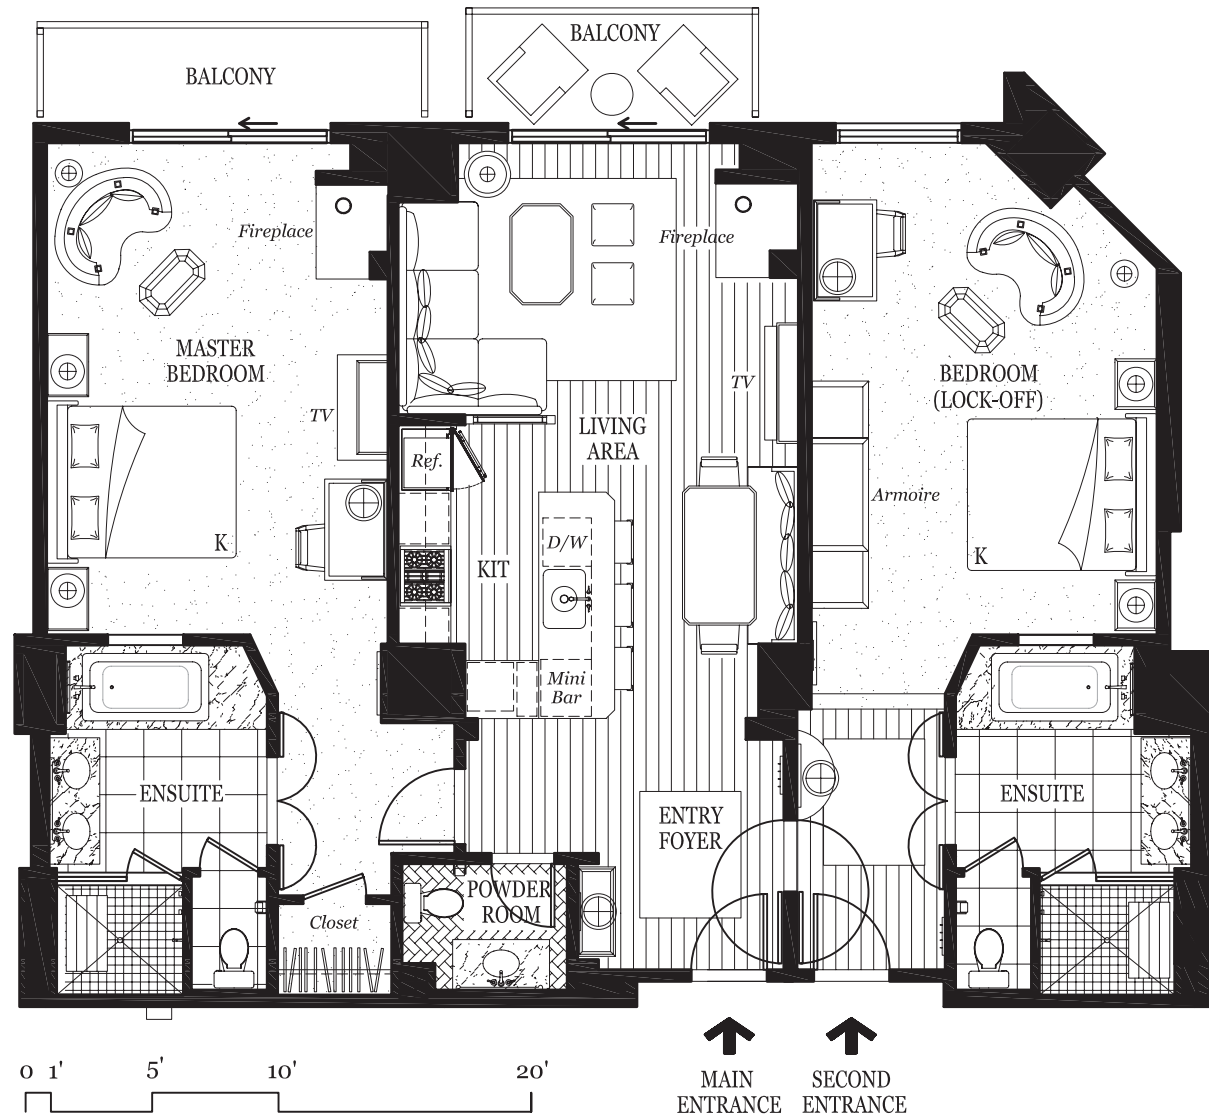 BALCONY
BALCONY
Fireplace
Fireplace
MASTER
BEDROOM
TV
TV
BEDROOM
(LOCK-OFF)
LIVING
AREA
Ref.
Armoire
K
D/W
K
KIT
Mini
Bar
ENSUITE
ENTRY
FOYER
ENSUITE
POWDER
ROOM
Closet
0 1' 5' 10' 20'
MAIN
ENTRANCE
SECOND
ENTRANCE